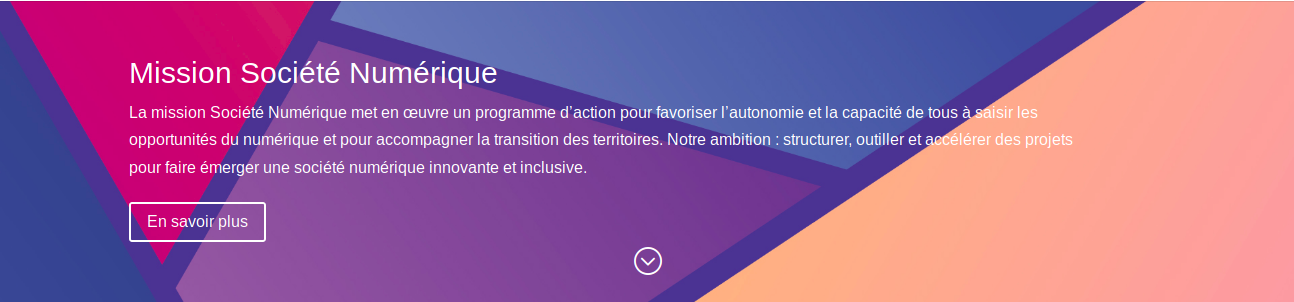 Mission Société Numérique
La mission Société Numérique met en œuvre un programme d’action pour favoriser l’autonomie et la capacité de tous à saisir les
opportunités du numérique et pour accompagner la transition des territoires. Notre ambition : structurer, outiller et accélérer des projets
pour faire émerger une société numérique innovante et inclusive.
En savoir plus